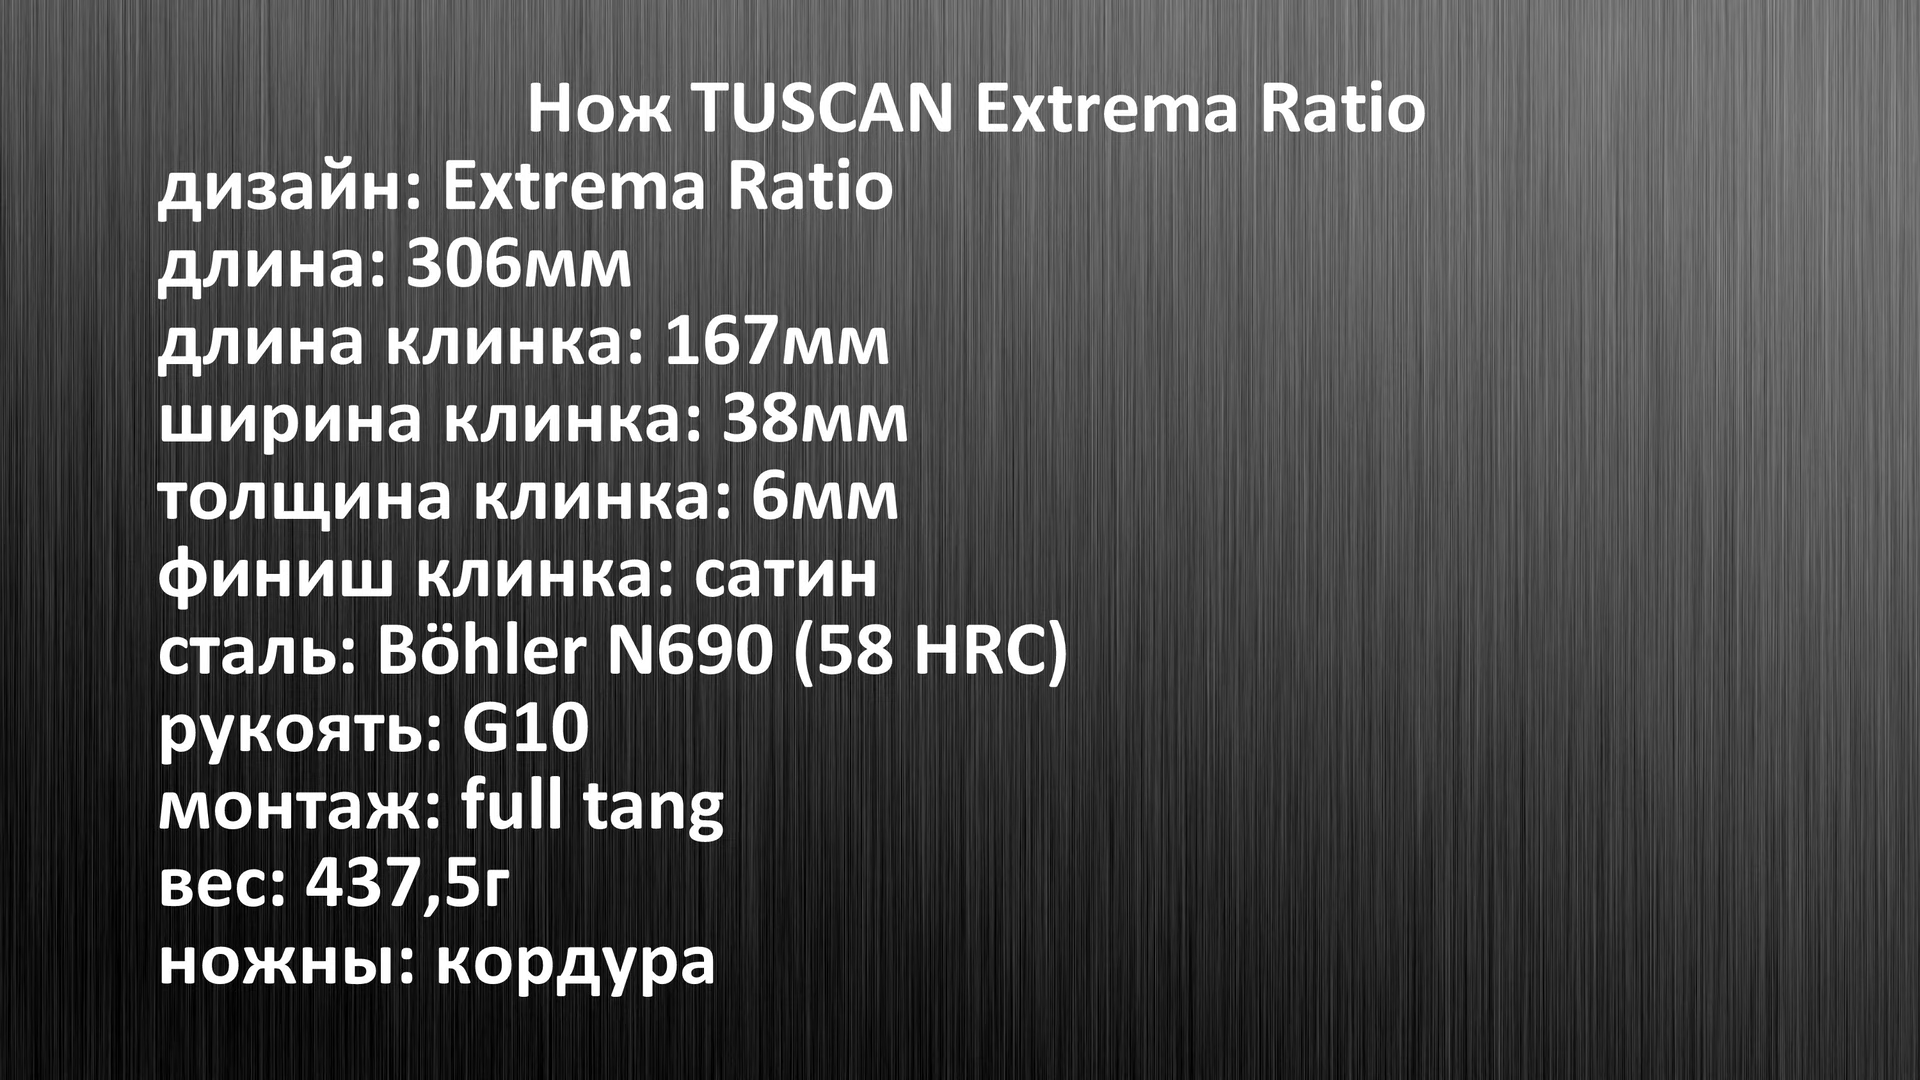 Нож TUSCAN Extrema Ratio
дизайн: Extrema Ratio
длина: 306мм
длина клинка: 167мм
ширина клинка: 38мм
толщина клинка: 6мм
финиш клинка: сатин
сталь: Böhler N690 (58 HRC)
рукоять: G10
монтаж: full tang
вес: 437,5г
ножны: кордура